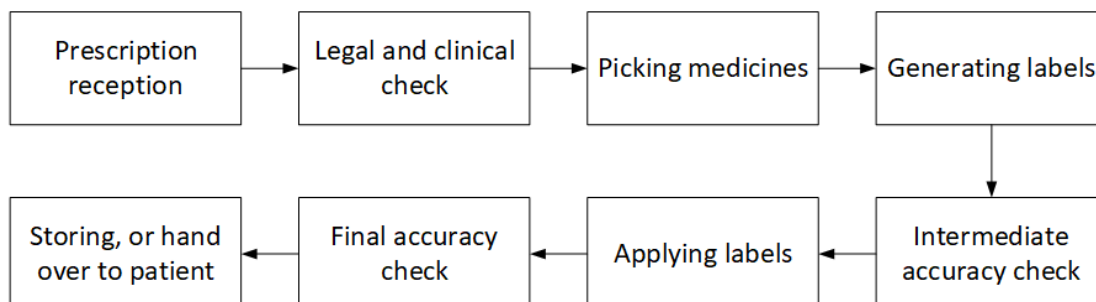 Prescription
reception
Legal and clinical
check
Picking medicines
Generating labels
Intermediate
accuracy check
Applying labels
Final accuracy
check
Storing, or hand
over to patient